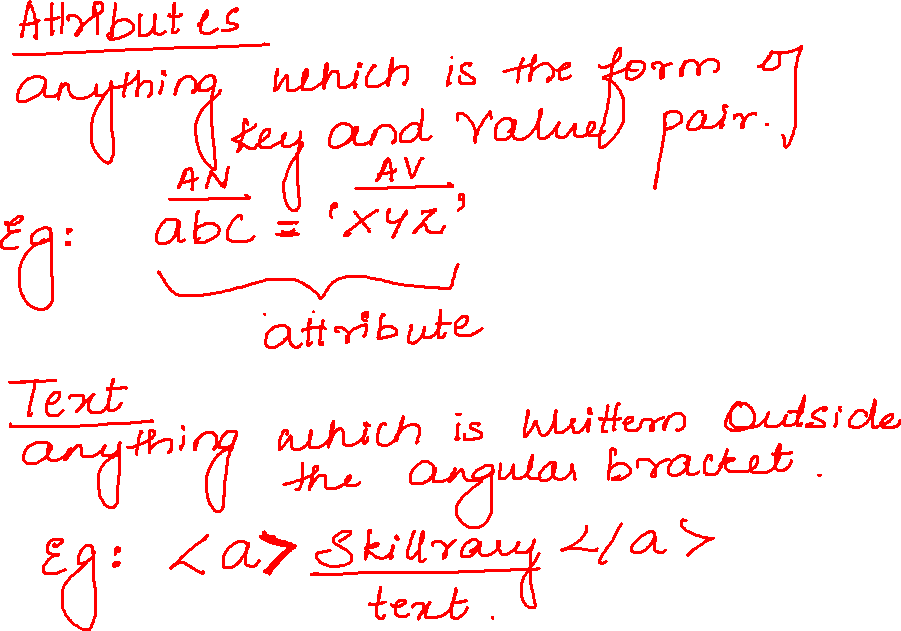 Attributes
anything which is the form of
key and value pair.
AN AV
Eg: abc = 'xyz'
attribute
Text
anything which is written outside
the angular bracket.
Eg: <a> Skillrary </a>
text.